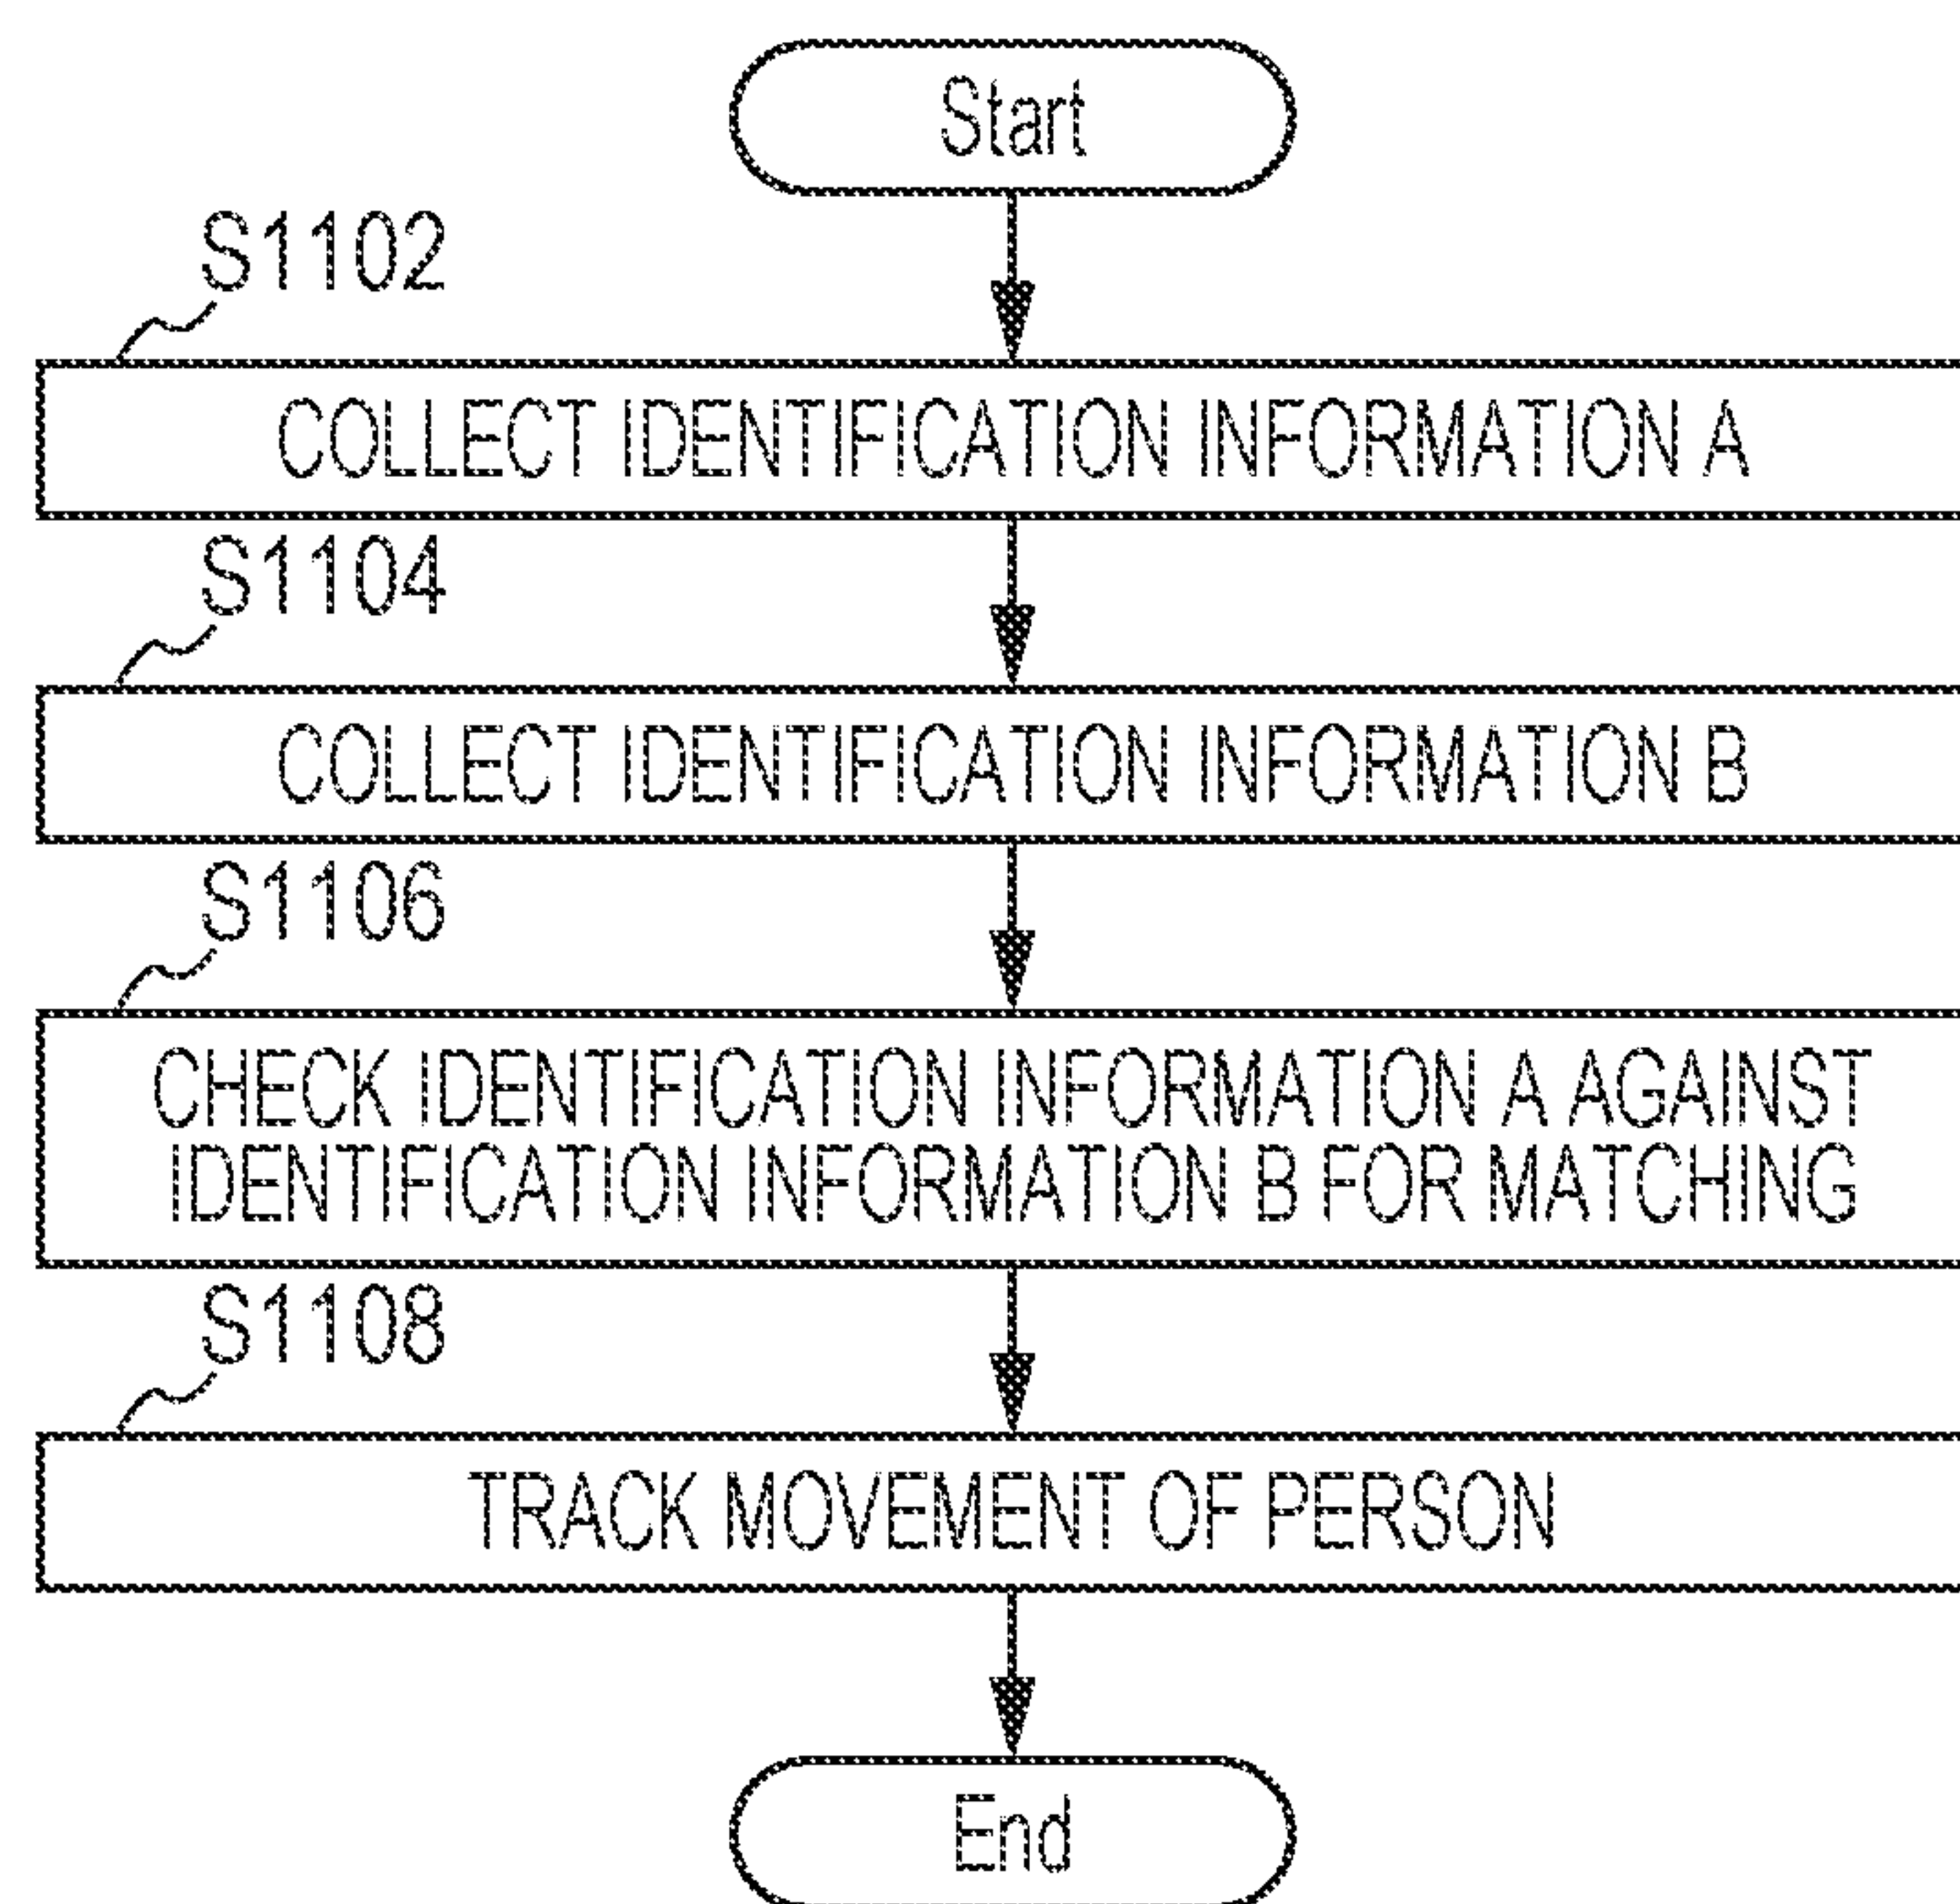 Start
S1102
COLLECT IDENTIFICATION INFORMATION A
S1104
COLLECT IDENTIFICATION INFORMATION B
S1106
CHECK IDENTIFICATION INFORMATION A AGAINST
IDENTIFICATION INFORMATION B FOR MATCHING
S1108
TRACK MOVEMENT OF PERSON
End